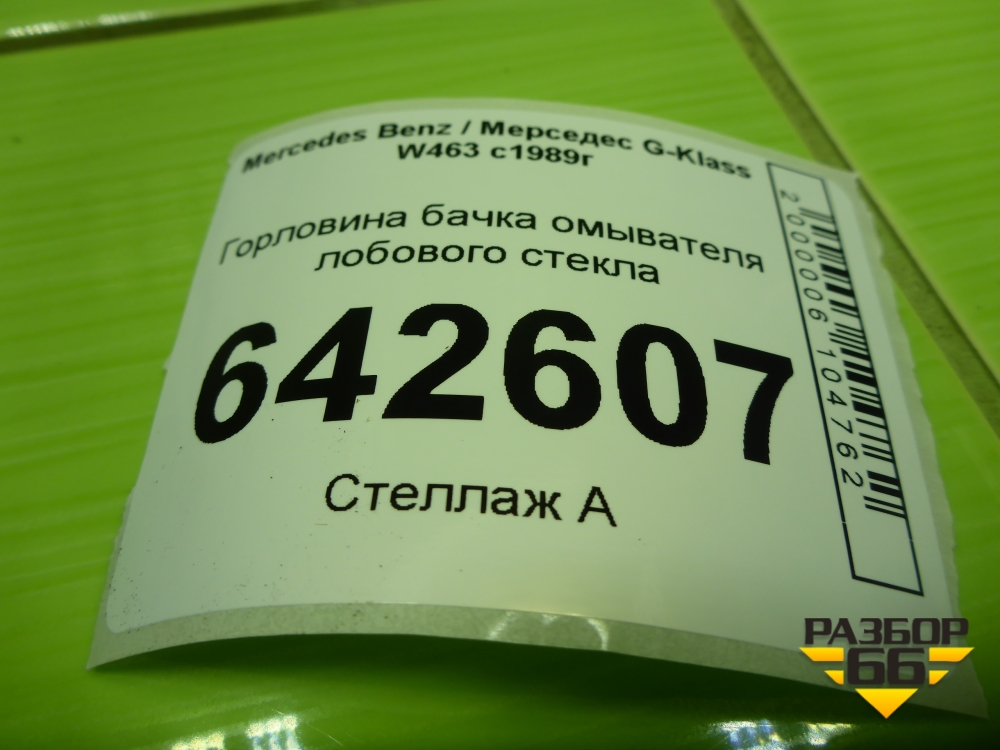 Mercedes Benz / Мерседес G-Klass
W463 с1989г
Горловина бачка омывателя
лобового стекла
642607
Стеллаж А
2000006104762
РАЗБОР
66